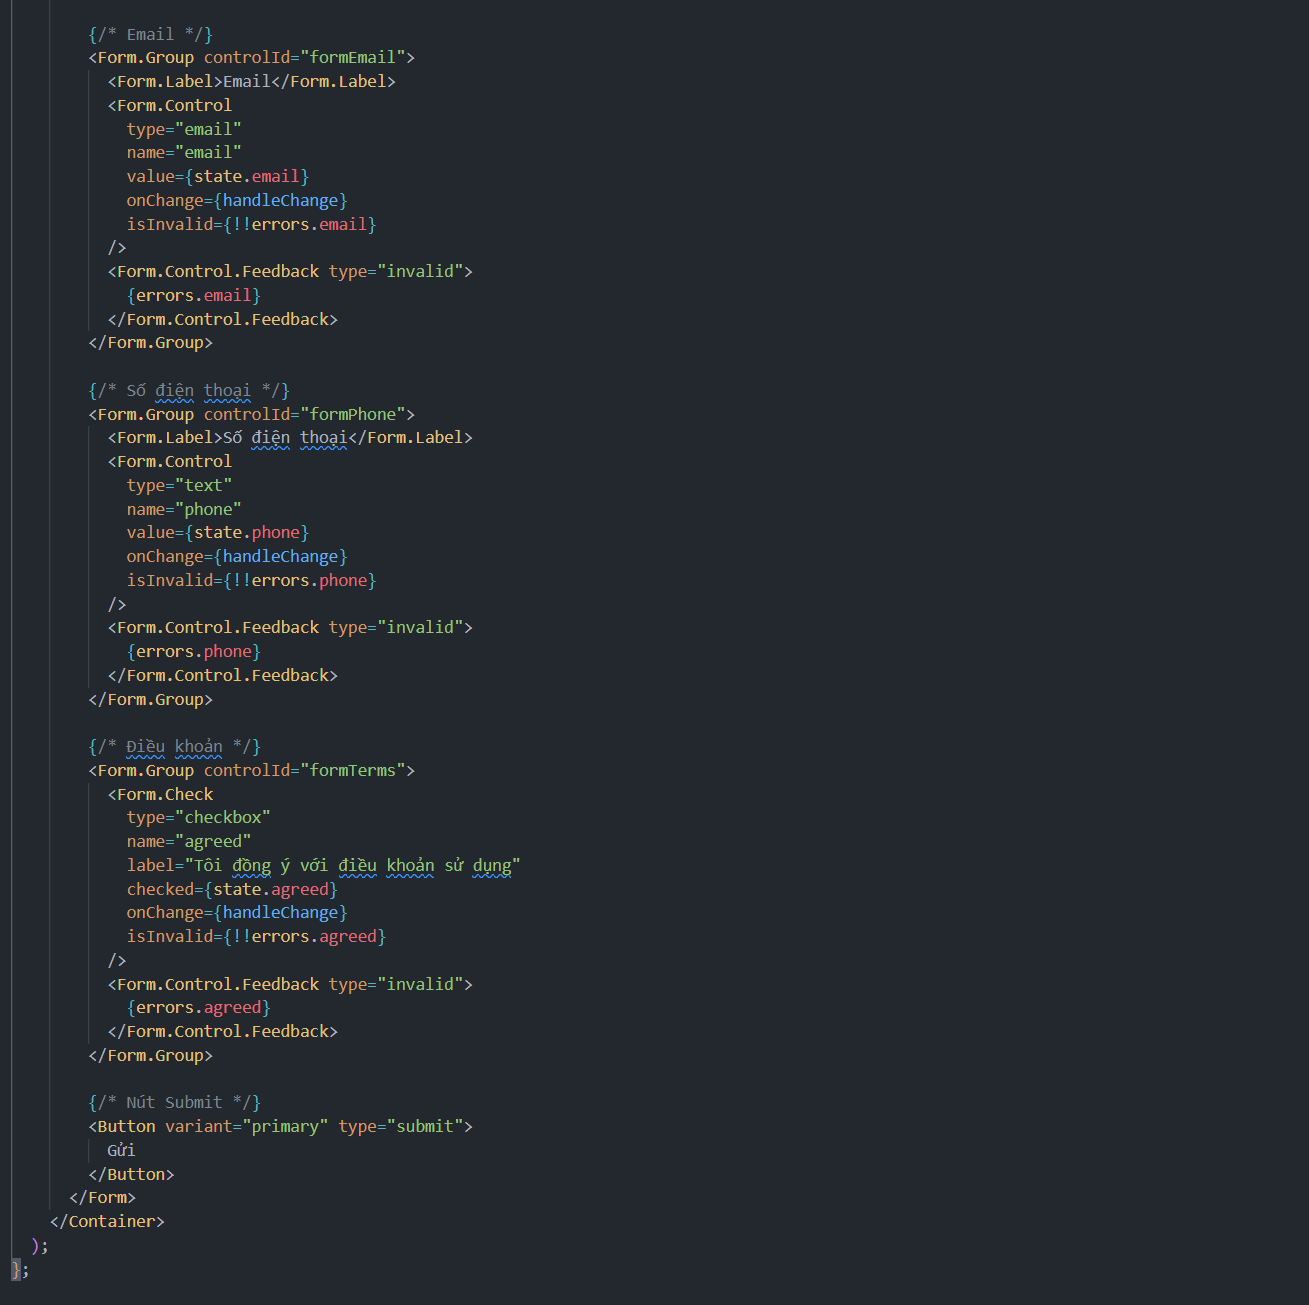 {/* Email */}
<Form.Group controlId="formEmail">
<Form.Label>Email</Form.Label>
<Form.Control
type="email"
name="email"
value={state.email}
onChange={handleChange}
isInvalid={!!errors.email}
/>
<Form.Control.Feedback type="invalid">
{errors.email}
</Form.Control.Feedback>
</Form.Group>
{/* Số điện thoại */}
<Form.Group controlId="formPhone">
<Form.Label>Số điện thoại</Form.Label>
<Form.Control
type="text"
name="phone"
value={state.phone}
onChange={handleChange}
isInvalid={!!errors.phone}
/>
<Form.Control.Feedback type="invalid">
{errors.phone}
</Form.Control.Feedback>
</Form.Group>
{/* Điều khoản */}
<Form.Group controlId="formTerms">
<Form.Check
type="checkbox"
name="agreed"
label="Tôi đồng ý với điều khoản sử dụng"
checked={state.agreed}
onChange={handleChange}
isInvalid={!!errors.agreed}
/>
<Form.Control.Feedback type="invalid">
{errors.agreed}
</Form.Control.Feedback>
</Form.Group>
{/* Nút Submit */}
<Button variant="primary" type="submit">
Gửi
</Button>
</Form>
</Container>
);
};